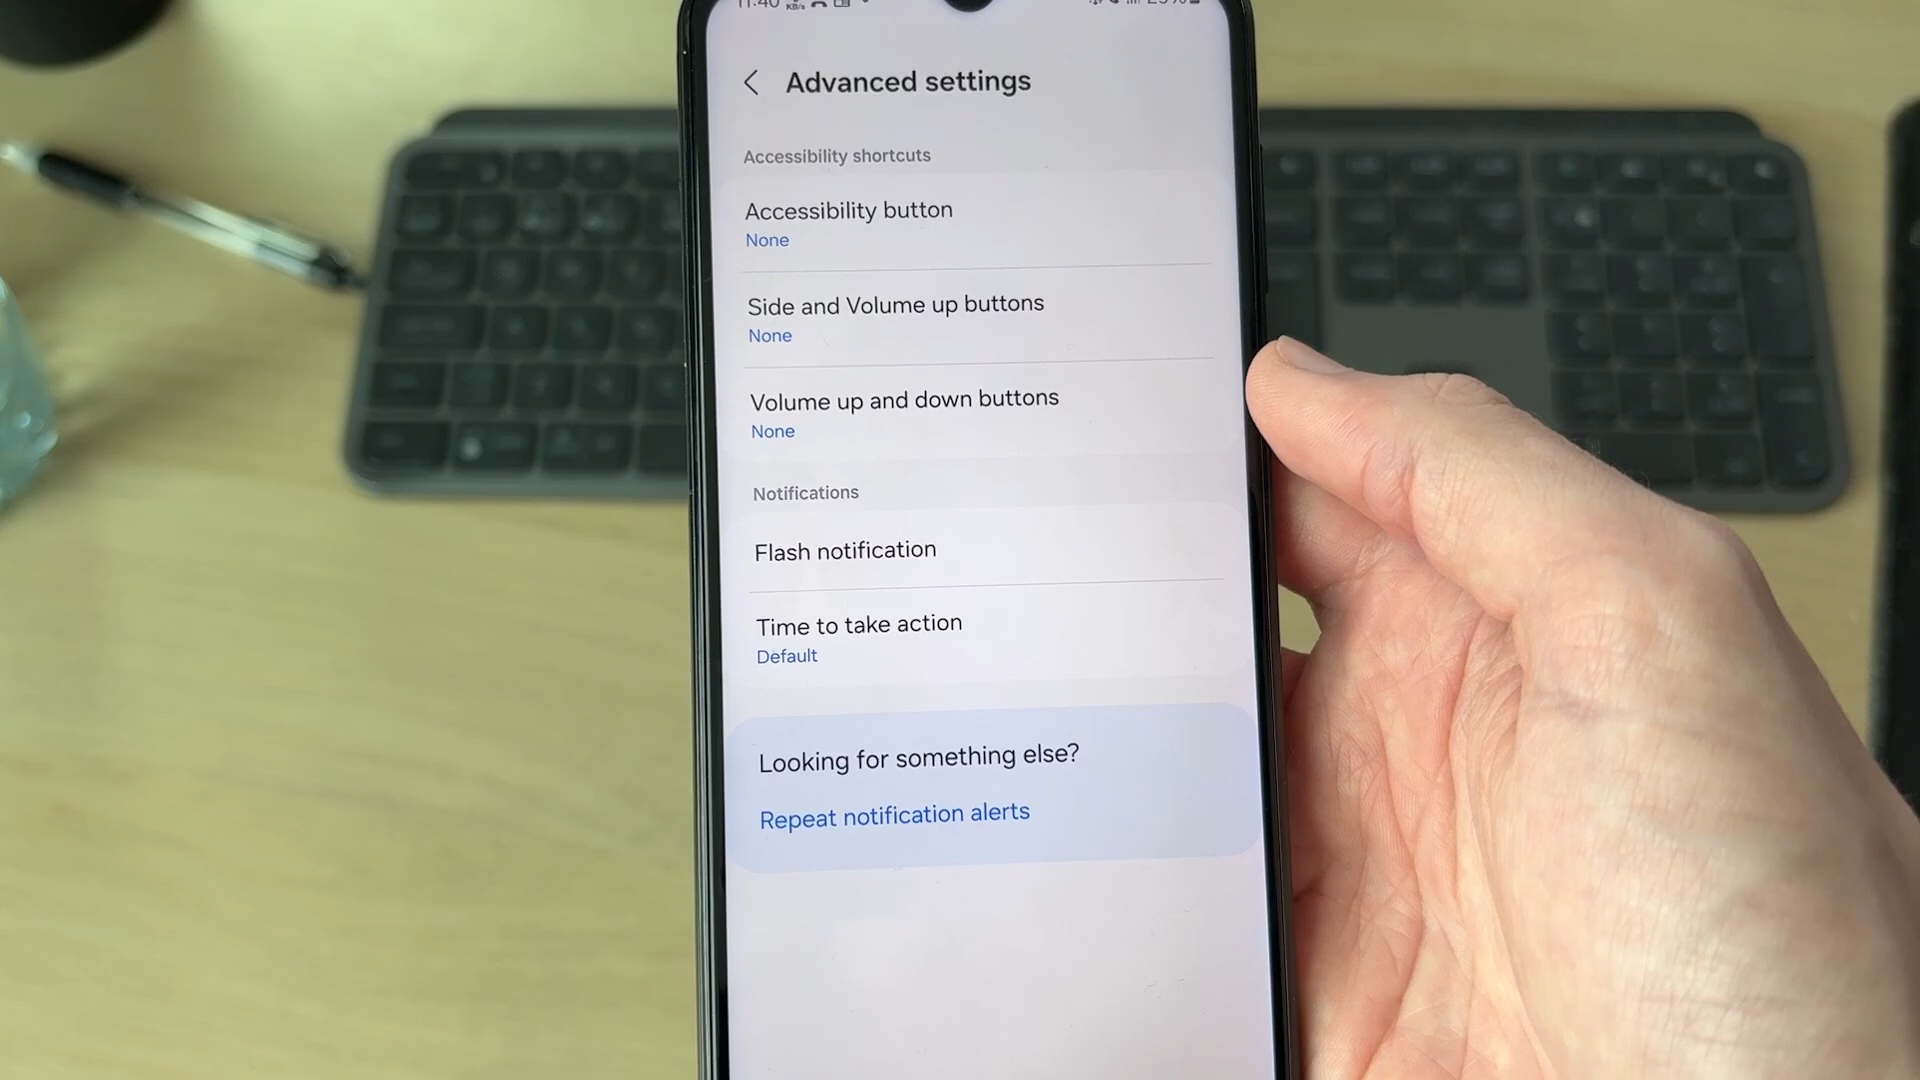 11:40
KB/s
Advanced settings
Accessibility shortcuts
Accessibility button
None
Side and Volume up buttons
None
Volume up and down buttons
None
Notifications
Flash notification
Time to take action
Default
Looking for something else?
Repeat notification alerts